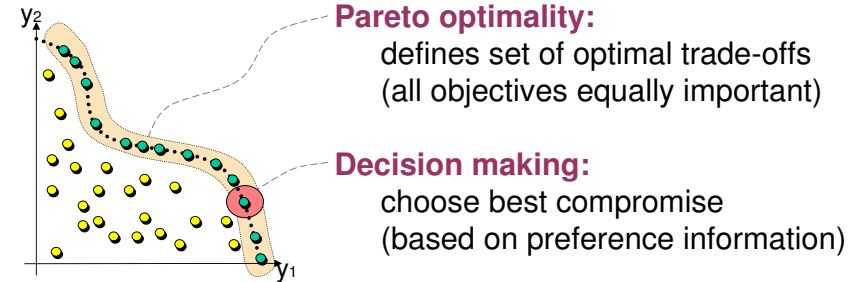 y2
Pareto optimality:
defines set of optimal trade-offs
(all objectives equally important)
Decision making:
choose best compromise
(based on preference information)
y1